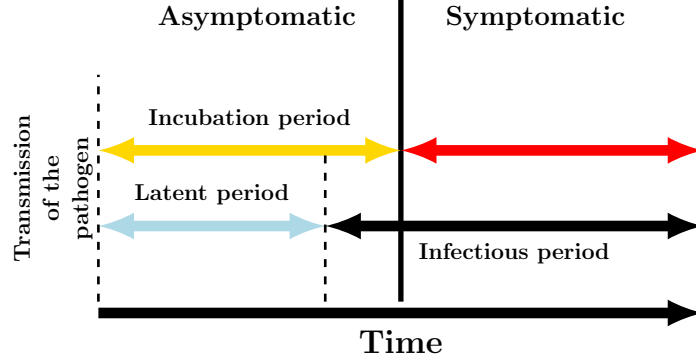 Asymptomatic
Symptomatic
Incubation period
Transmission
of the
pathogen
Latent period
Infectious period
Time